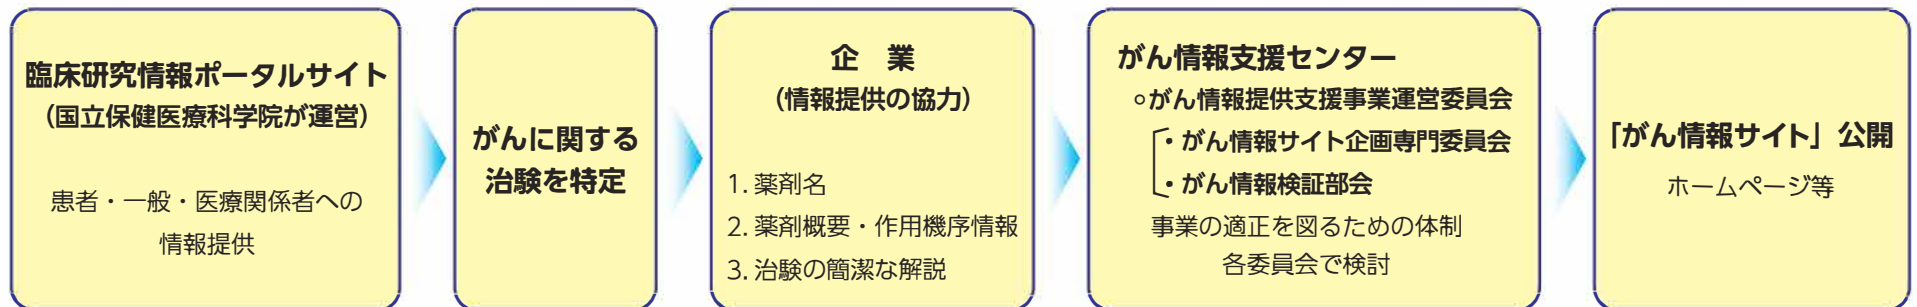 臨床研究情報ポータルサイト
（国立保健医療科学院が運営）
患者・一般・医療関係者への
情報提供
がんに関する
治験を特定
企　業
（情報提供の協力）
1. 薬剤名
2. 薬剤概要・作用機序情報
3. 治験の簡潔な解説
がん情報支援センター
○がん情報提供支援事業運営委員会
・がん情報サイト企画専門委員会
・がん情報検証部会
事業の適正を図るための体制
各委員会で検討
「がん情報サイト」公開
ホームページ等